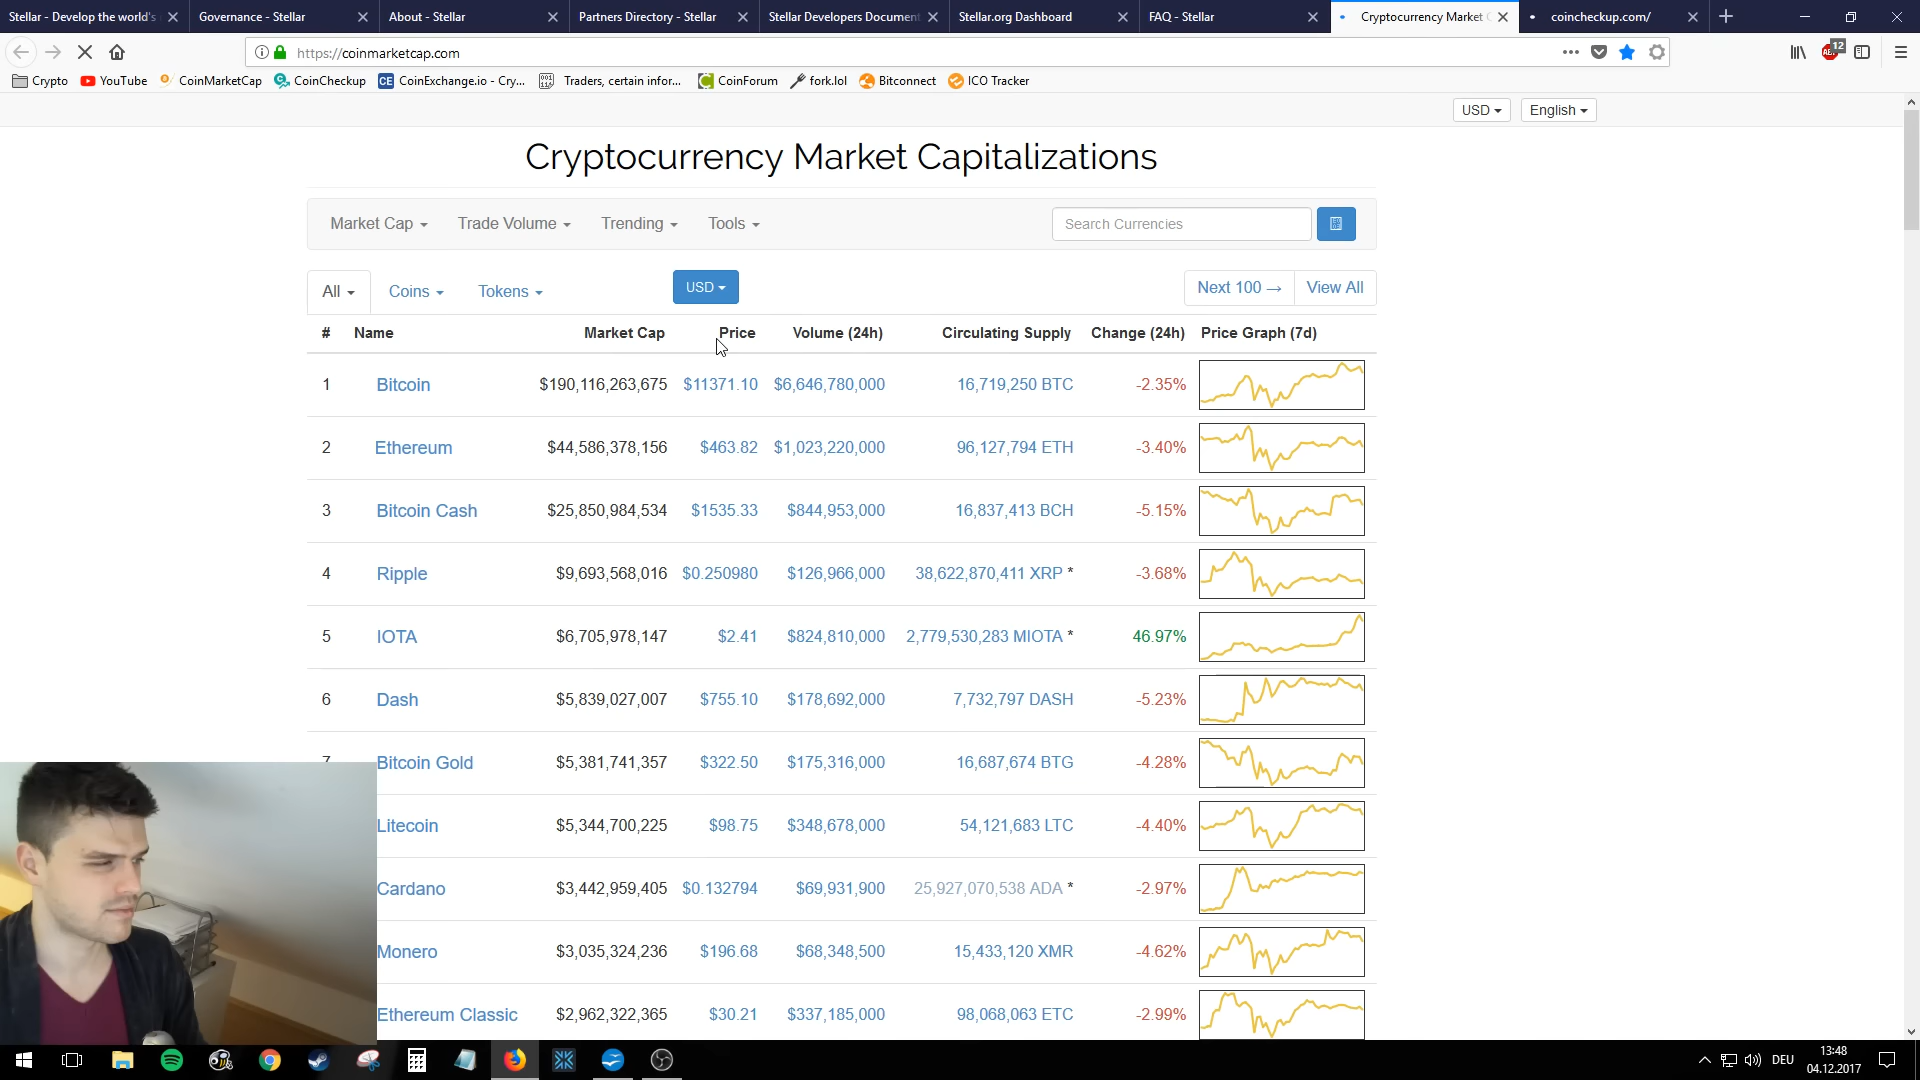 Stellar - Develop the world's
Governance - Stellar
About - Stellar
Partners Directory - Stellar
Stellar Developers Document
Stellar.org Dashboard
FAQ - Stellar
Cryptocurrency Market C
coincheckup.com/
https://coinmarketcap.com
12
Crypto
YouTube
CoinMarketCap
CoinCheckup
CE CoinExchange.io - Cry...
Traders, certain infor...
CoinForum
fork.lol
Bitconnect
ICO Tracker
USD
English
Cryptocurrency Market Capitalizations
Market Cap
Trade Volume
Trending
Tools
Search Currencies
All
Coins
Tokens
USD
Next 100 →
View All
# Name Market Cap Price Volume (24h) Circulating Supply Change (24h) Price Graph (7d)
1 Bitcoin $190,116,263,675 $11371.10 $6,646,780,000 16,719,250 BTC -2.35%
2 Ethereum $44,586,378,156 $463.82 $1,023,220,000 96,127,794 ETH -3.40%
3 Bitcoin Cash $25,850,984,534 $1535.33 $844,953,000 16,837,413 BCH -5.15%
4 Ripple $9,693,568,016 $0.250980 $126,966,000 38,622,870,411 XRP * -3.68%
5 IOTA $6,705,978,147 $2.41 $824,810,000 2,779,530,283 MIOTA * 46.97%
6 Dash $5,839,027,007 $755.10 $178,692,000 7,732,797 DASH -5.23%
7 Bitcoin Gold $5,381,741,357 $322.50 $175,316,000 16,687,674 BTG -4.28%
Litecoin $5,344,700,225 $98.75 $348,678,000 54,121,683 LTC -4.40%
Cardano $3,442,959,405 $0.132794 $69,931,900 25,927,070,538 ADA * -2.97%
Monero $3,035,324,236 $196.68 $68,348,500 15,433,120 XMR -4.62%
Ethereum Classic $2,962,322,365 $30.21 $337,185,000 98,068,063 ETC -2.99%
DEU
13:48
04.12.2017